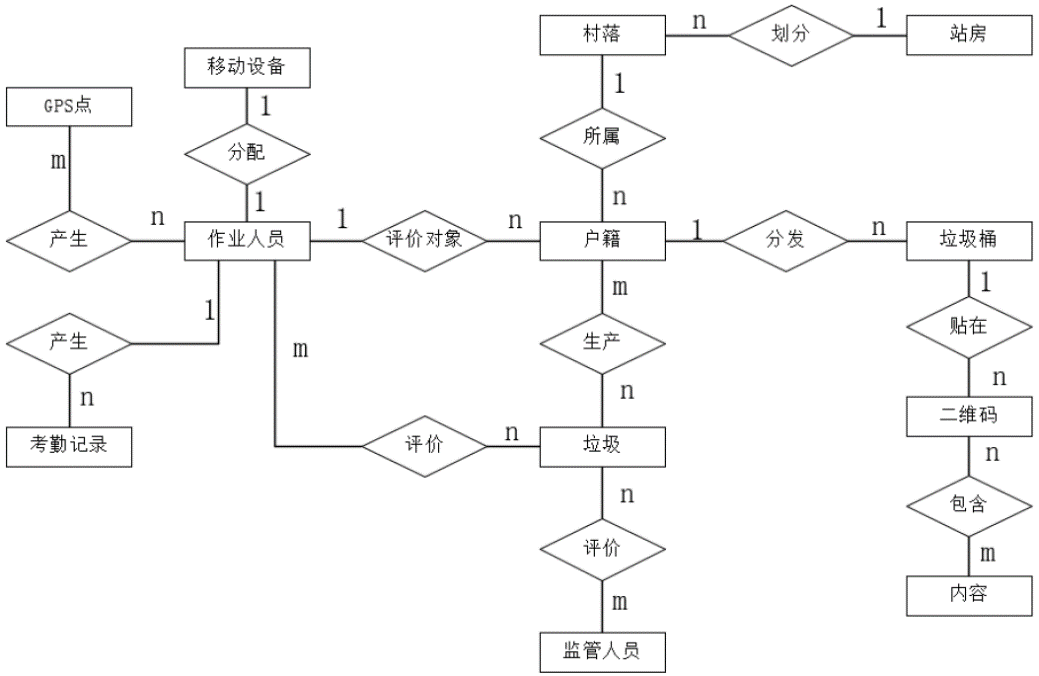 村落
n
划分
1
站房
移动设备
1
GPS点
1
分配
所属
m
1
n
n
产生
作业人员
1
评价对象
n
户籍
1
分发
n
垃圾桶
m
1
1
产生
m
生产
贴在
n
n
n
二维码
考勤记录
评价
n
垃圾
n
n
包含
评价
m
m
内容
监管人员